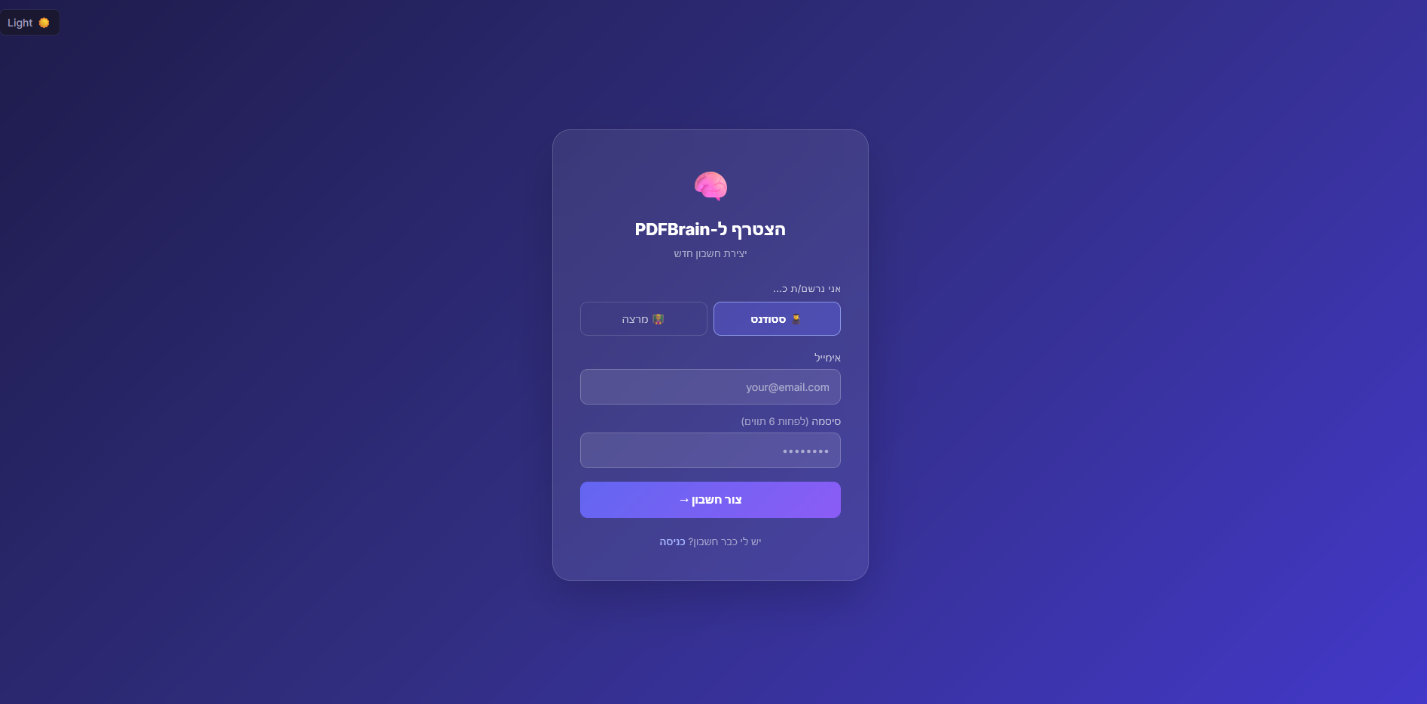 Light 🌞
הצטרף ל-PDFBrain
יצירת חשבון חדש
אני נרשם/ת כ...
סטודנט
מרצה
אימייל
your@email.com
סיסמה (לפחות 6 תווים)
••••••••
צור חשבון →
יש לי כבר חשבון? כניסה